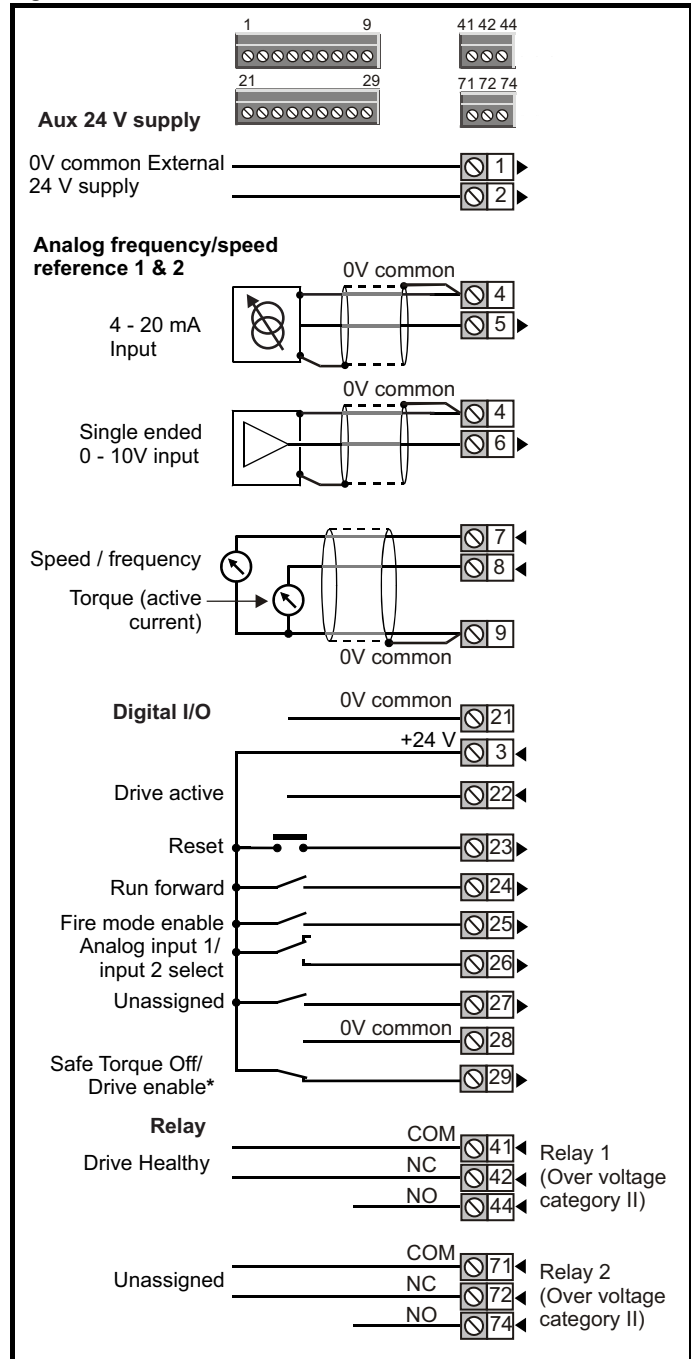 1 9 41 42 44
21 29 71 72 74
Aux 24 V supply
0V common External
24 V supply
1
2
Analog frequency/speed
reference 1 & 2
0V common
4
4 - 20 mA
Input
5
0V common
4
Single ended
0 - 10V input
6
7
Speed / frequency
8
Torque (active
current)
9
0V common
Digital I/O
0V common
21
+24 V
3
Drive active
22
Reset
23
Run forward
24
Fire mode enable
25
Analog input 1/
input 2 select
26
Unassigned
27
0V common
28
Safe Torque Off/
Drive enable*
29
Relay
COM
41
Drive Healthy
NC
42
NO
44
Relay 1
(Over voltage
category II)
COM
71
Unassigned
NC
72
NO
74
Relay 2
(Over voltage
category II)